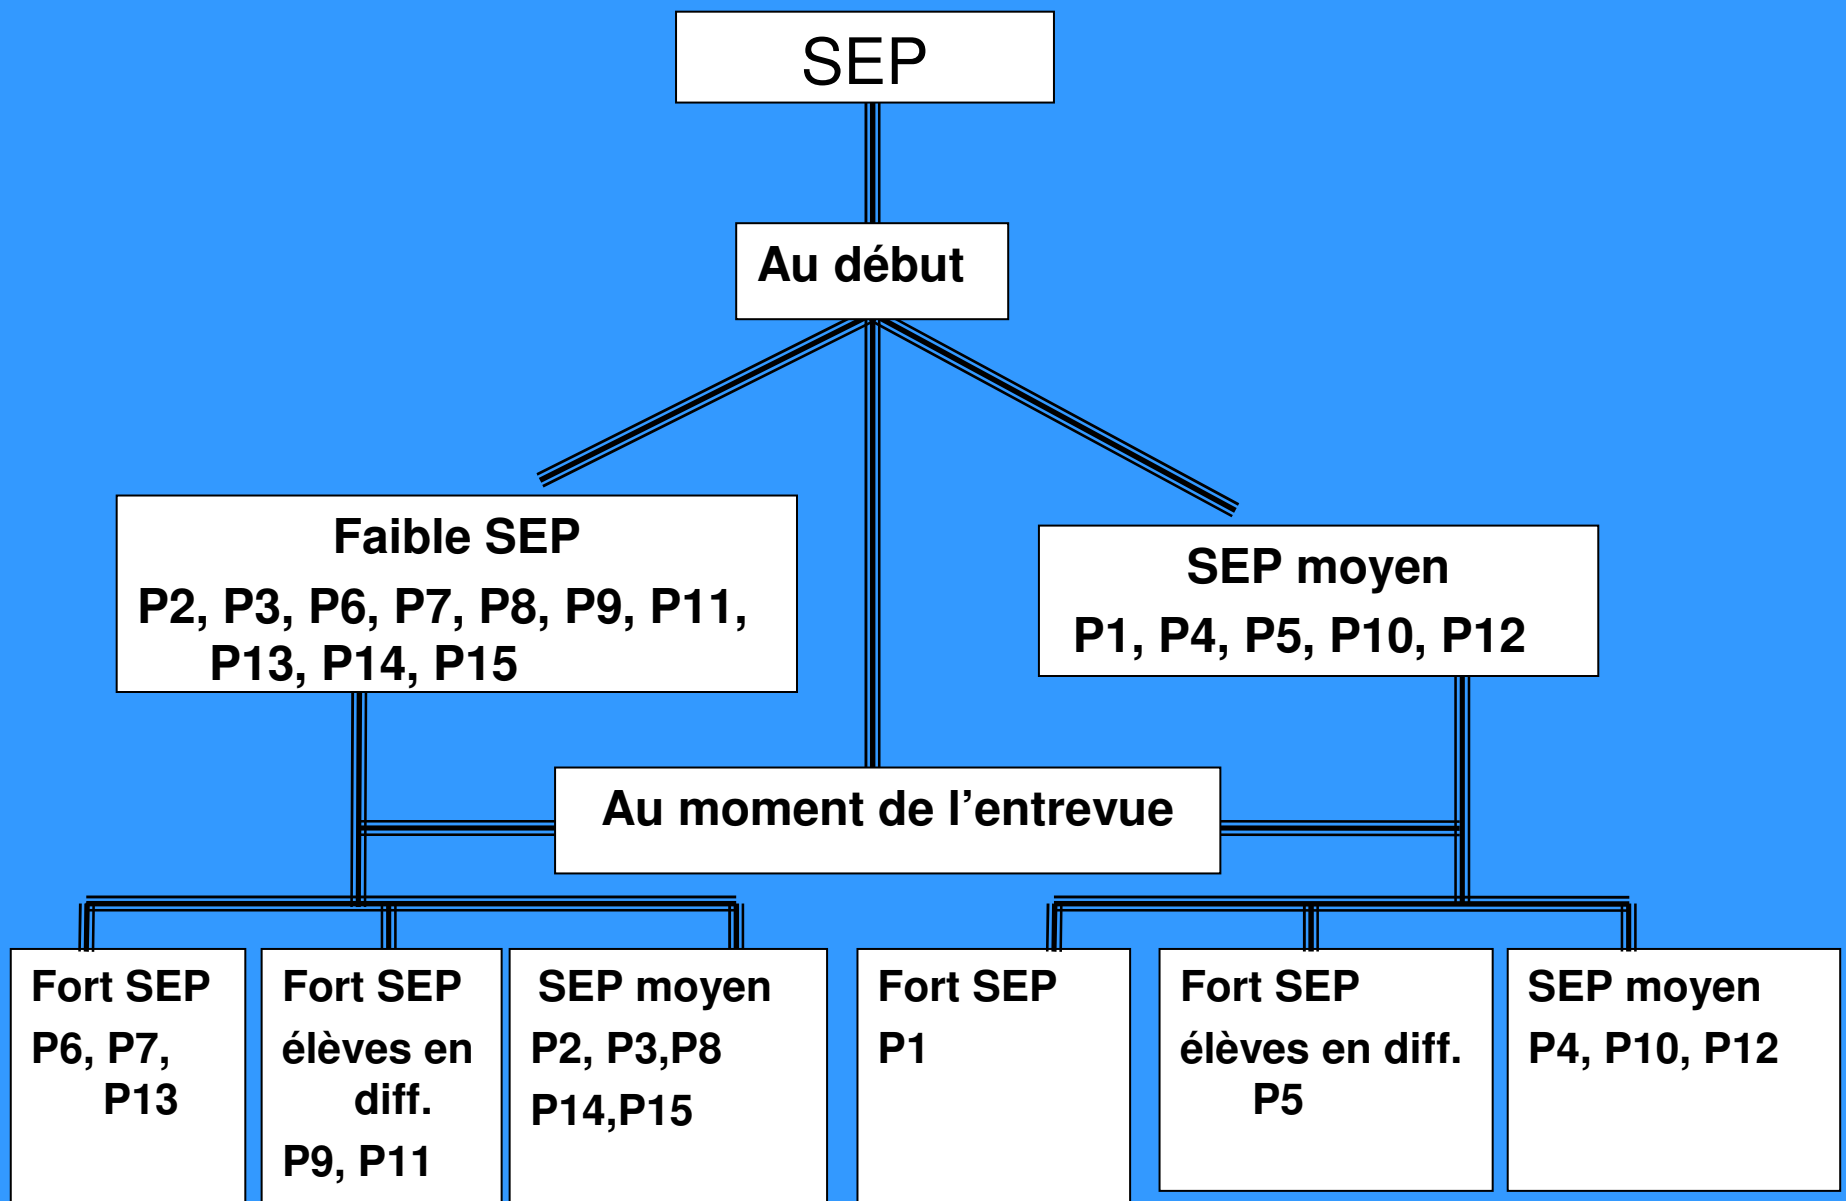 SEP
Au début
Faible SEP
P2, P3, P6, P7, P8, P9, P11,
P13, P14, P15
SEP moyen
P1, P4, P5, P10, P12
Au moment de l’entrevue
Fort SEP
P6, P7,
P13
Fort SEP
élèves en
diff.
P9, P11
SEP moyen
P2, P3,P8
P14,P15
Fort SEP
P1
Fort SEP
élèves en diff.
P5
SEP moyen
P4, P10, P12